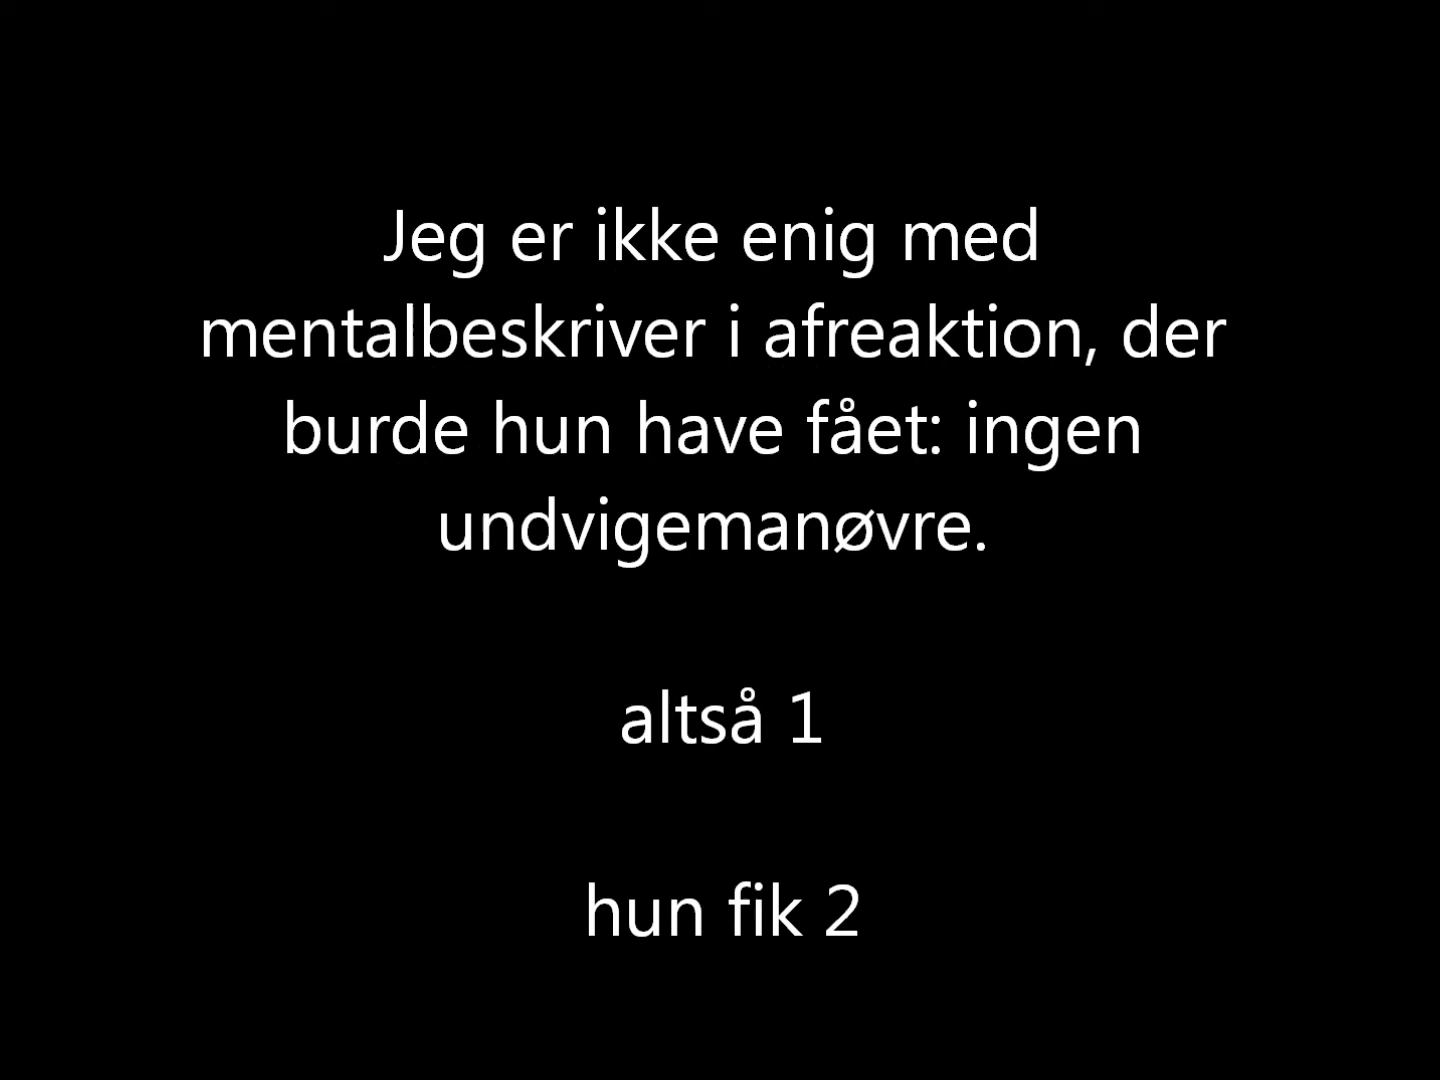 Jeg er ikke enig med
mentalbeskriver i afreaktion, der
burde hun have fået: ingen
undvigemanøvre.
altså 1
hun fik 2